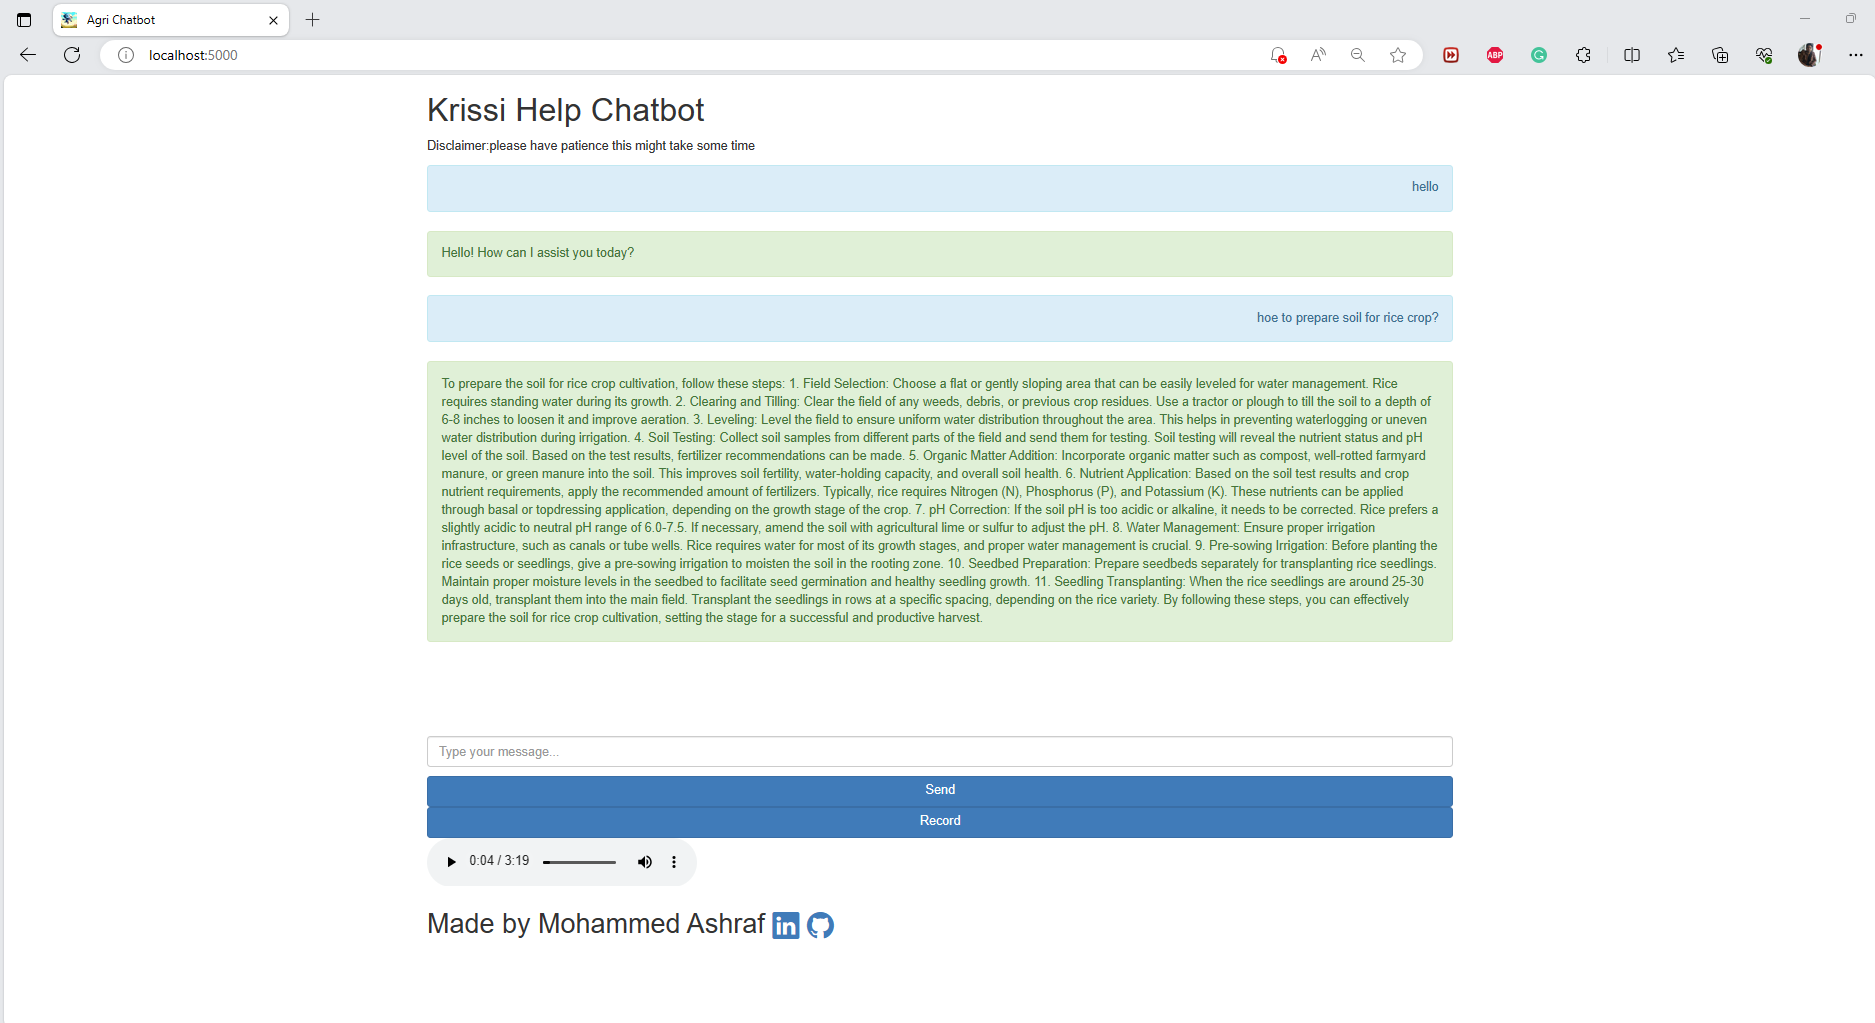 Agri Chatbot
localhost:5000
ABP
Krissi Help Chatbot
Disclaimer:please have patience this might take some time
hello
Hello! How can I assist you today?
hoe to prepare soil for rice crop?
To prepare the soil for rice crop cultivation, follow these steps: 1. Field Selection: Choose a flat or gently sloping area that can be easily leveled for water management. Rice
requires standing water during its growth. 2. Clearing and Tilling: Clear the field of any weeds, debris, or previous crop residues. Use a tractor or plough to till the soil to a depth of
6-8 inches to loosen it and improve aeration. 3. Leveling: Level the field to ensure uniform water distribution throughout the area. This helps in preventing waterlogging or uneven
water distribution during irrigation. 4. Soil Testing: Collect soil samples from different parts of the field and send them for testing. Soil testing will reveal the nutrient status and pH
level of the soil. Based on the test results, fertilizer recommendations can be made. 5. Organic Matter Addition: Incorporate organic matter such as compost, well-rotted farmyard
manure, or green manure into the soil. This improves soil fertility, water-holding capacity, and overall soil health. 6. Nutrient Application: Based on the soil test results and crop
nutrient requirements, apply the recommended amount of fertilizers. Typically, rice requires Nitrogen (N), Phosphorus (P), and Potassium (K). These nutrients can be applied
through basal or topdressing application, depending on the growth stage of the crop. 7. pH Correction: If the soil pH is too acidic or alkaline, it needs to be corrected. Rice prefers a
slightly acidic to neutral pH range of 6.0-7.5. If necessary, amend the soil with agricultural lime or sulfur to adjust the pH. 8. Water Management: Ensure proper irrigation
infrastructure, such as canals or tube wells. Rice requires water for most of its growth stages, and proper water management is crucial. 9. Pre-sowing Irrigation: Before planting the
rice seeds or seedlings, give a pre-sowing irrigation to moisten the soil in the rooting zone. 10. Seedbed Preparation: Prepare seedbeds separately for transplanting rice seedlings.
Maintain proper moisture levels in the seedbed to facilitate seed germination and healthy seedling growth. 11. Seedling Transplanting: When the rice seedlings are around 25-30
days old, transplant them into the main field. Transplant the seedlings in rows at a specific spacing, depending on the rice variety. By following these steps, you can effectively
prepare the soil for rice crop cultivation, setting the stage for a successful and productive harvest.
Type your message...
Send
Record
0:04 / 3:19
Made by Mohammed Ashraf in